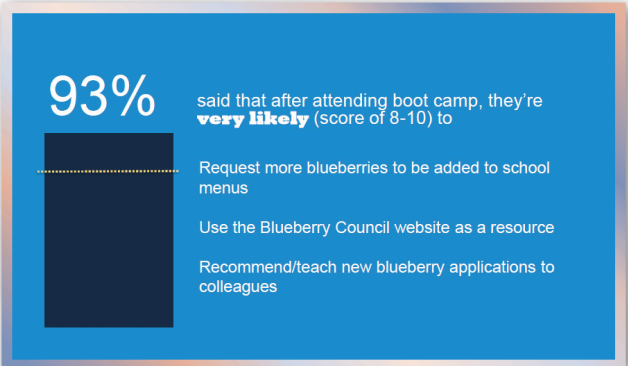 93%
said that after attending boot camp, they're
very likely (score of 8-10) to
Request more blueberries to be added to school
menus
Use the Blueberry Council website as a resource
Recommend/teach new blueberry applications to
colleagues